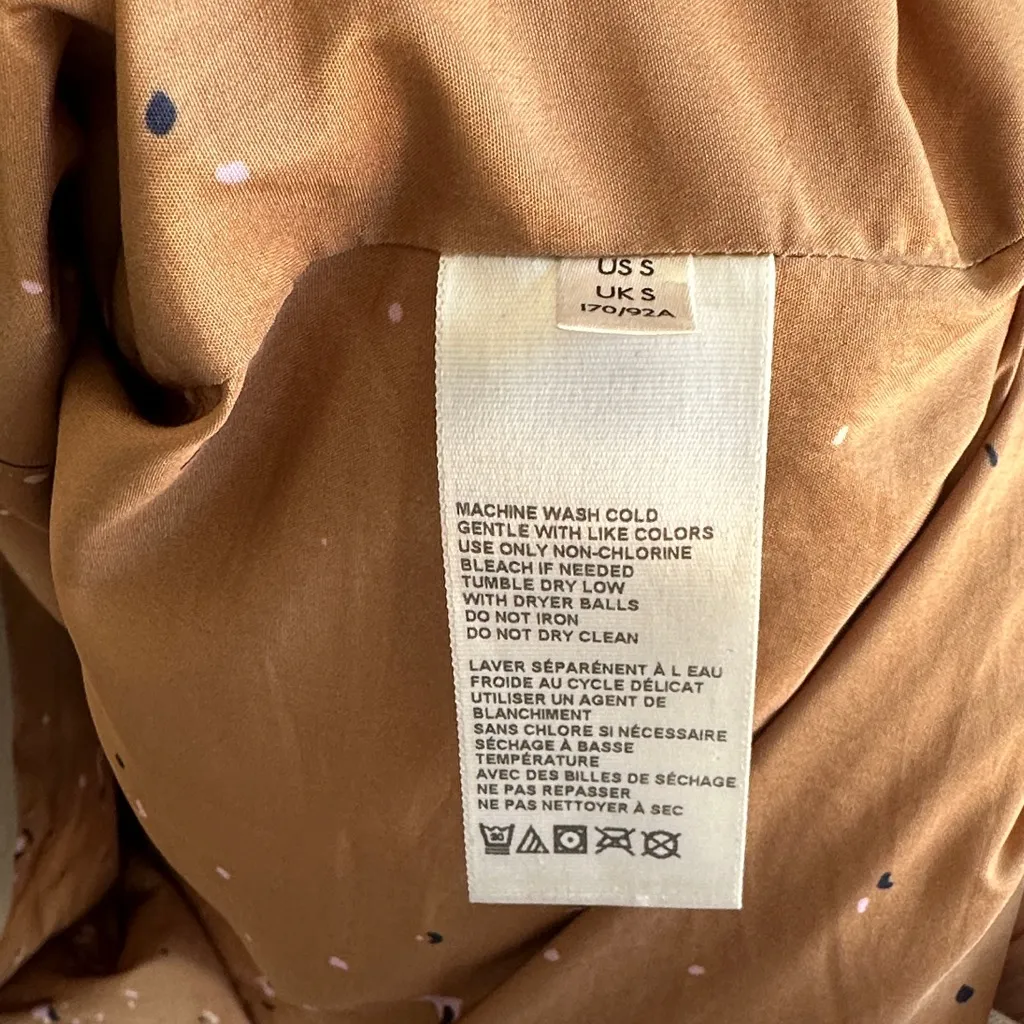 US S
UK S
170/92A
MACHINE WASH COLD
GENTLE WITH LIKE COLORS
USE ONLY NON-CHLORINE
BLEACH IF NEEDED
TUMBLE DRY LOW
WITH DRYER BALLS
DO NOT IRON
DO NOT DRY CLEAN
LAVER SÉPARÉNENT À L EAU
FROIDE AU CYCLE DÉLICAT
UTILISER UN AGENT DE
BLANCHIMENT
SANS CHLORE SI NÉCESSAIRE
SÉCHAGE À BASSE
TEMPÉRATURE
AVEC DES BILLES DE SÉCHAGE
NE PAS REPASSER
NE PAS NETTOYER À SEC
30